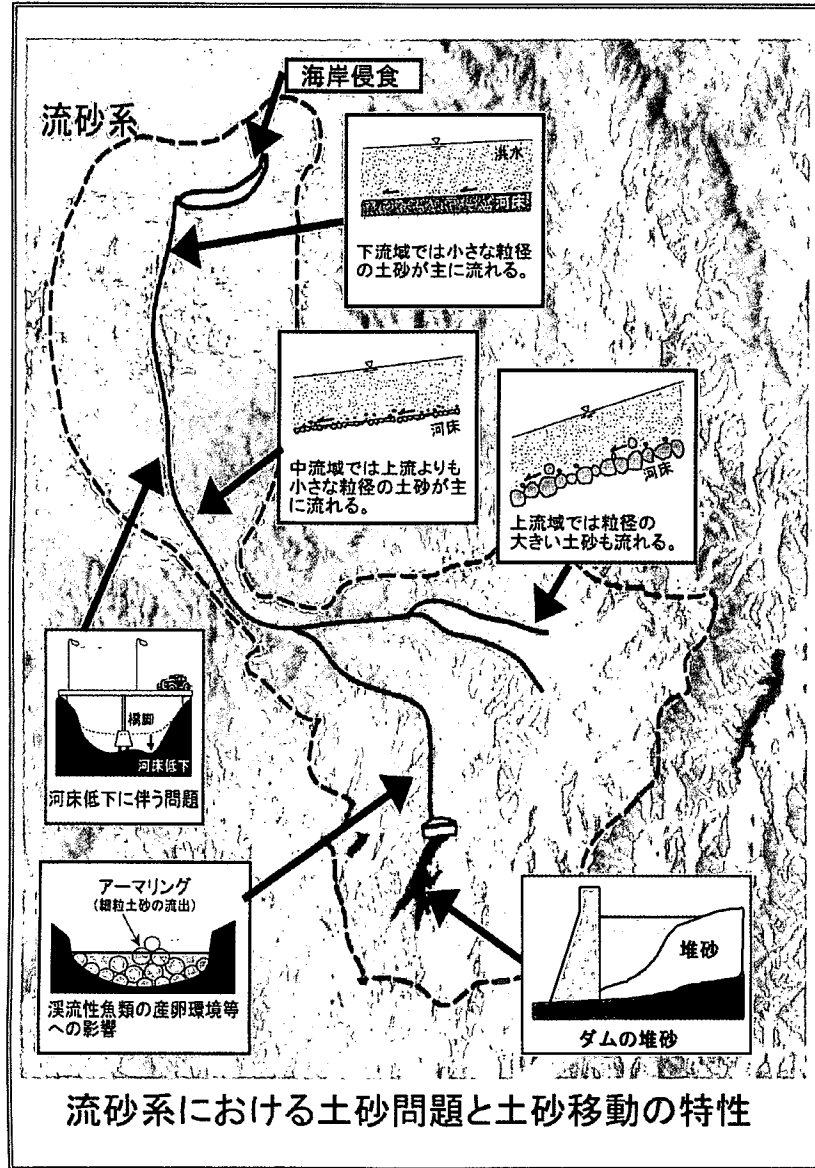 海岸侵食
流砂系
洪水
河床
下流域では小さな粒径
の土砂が主に流れる。
河床
中流域では上流よりも
小さな粒径の土砂が主
に流れる。
河床
上流域では粒径の
大きい土砂も流れる。
橋脚
河床低下
河床低下に伴う問題
アーマリング
(細粒土砂の流出)
渓流性魚類の産卵環境等
への影響
堆砂
ダムの堆砂
流砂系における土砂問題と土砂移動の特性